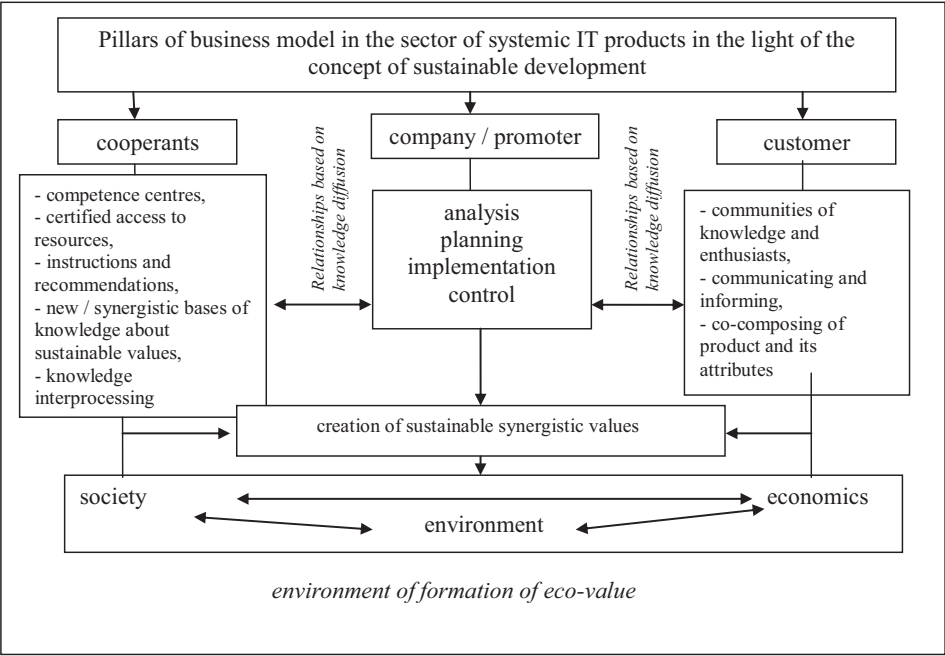 Pillars of business model in the sector of systemic IT products in the light of the
concept of sustainable development
cooperants
company / promoter
customer
- competence centres,
- certified access to
resources,
- instructions and
recommendations,
- new / synergistic bases of
knowledge about
sustainable values,
- knowledge
interprocessing
Relationships based on
knowledge diffusion
analysis
planning
implementation
control
Relationships based on
knowledge diffusion
- communities of
knowledge and
enthusiasts,
- communicating and
informing,
- co-composing of
product and its
attributes
creation of sustainable synergistic values
society
economics
environment
environment of formation of eco-value